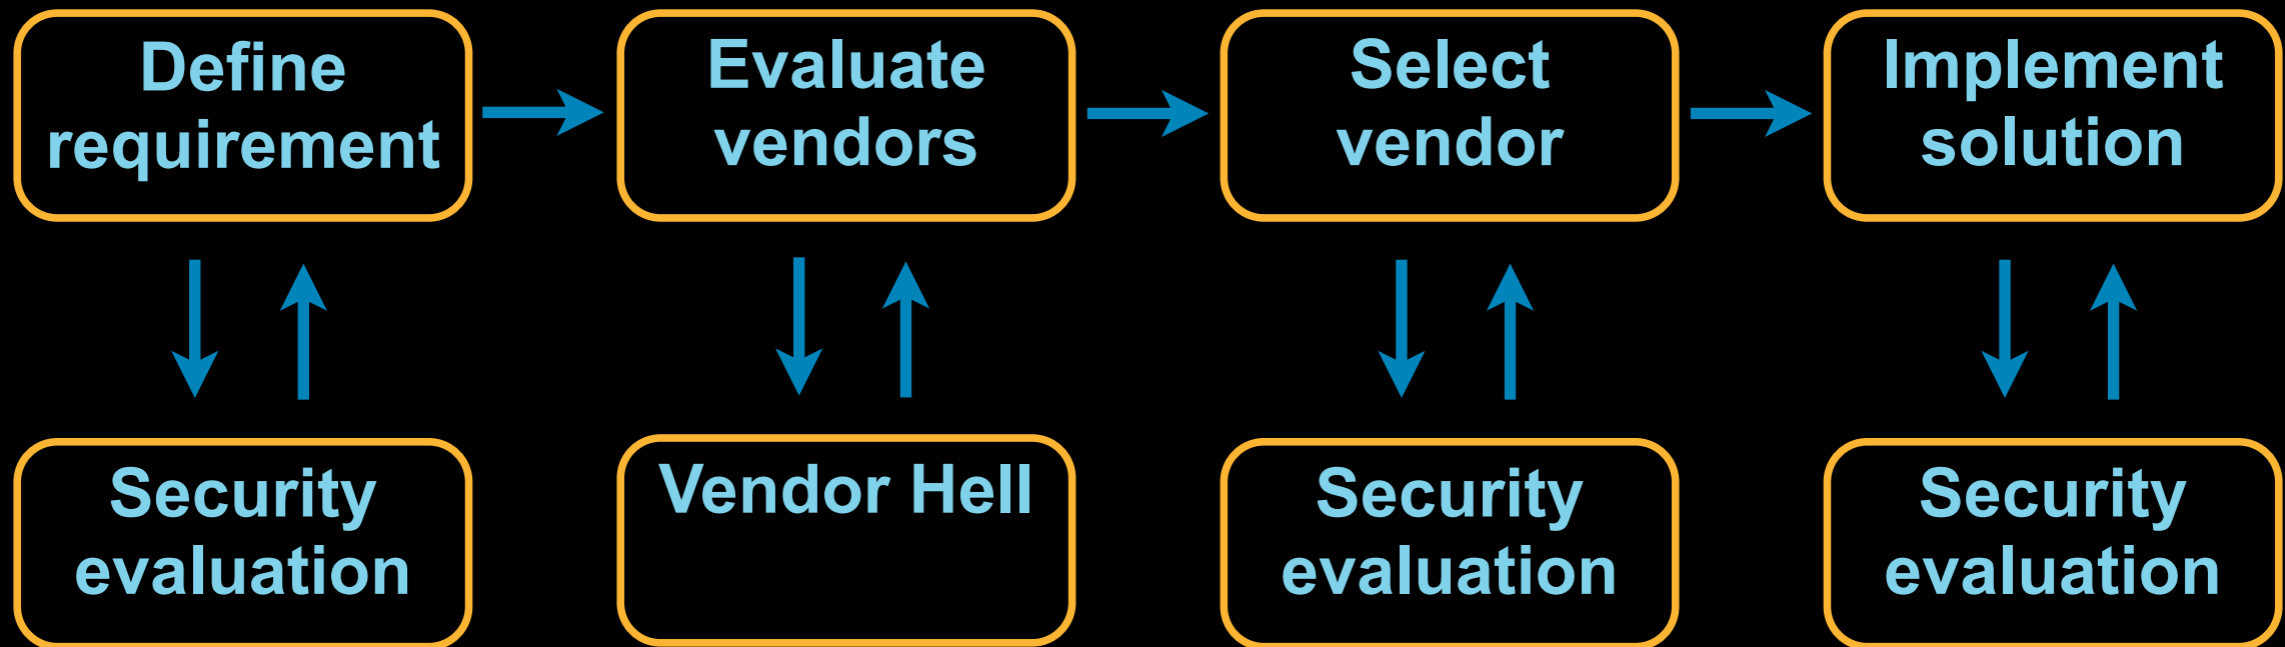 Define
requirement
Evaluate
vendors
Select
vendor
Implement
solution
Security
evaluation
Vendor Hell
Security
evaluation
Security
evaluation